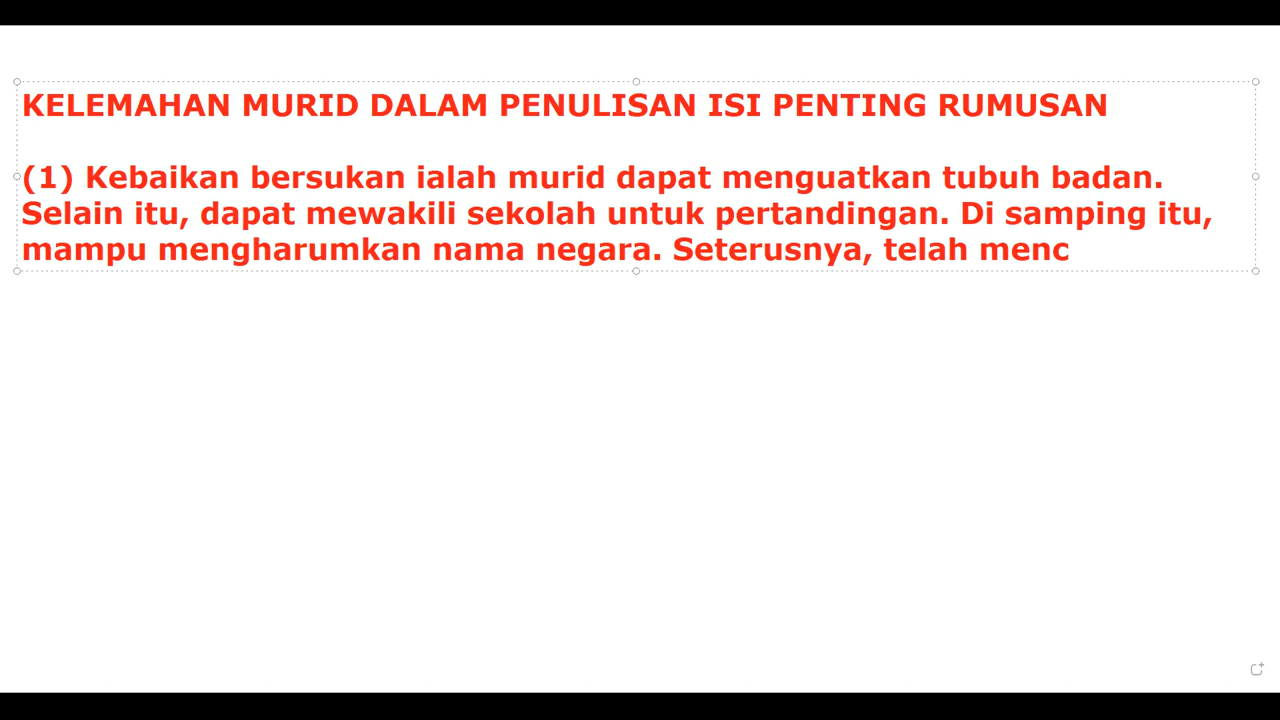 KELEMAHAN MURID DALAM PENULISAN ISI PENTING RUMUSAN
(1) Kebaikan bersukan ialah murid dapat menguatkan tubuh badan.
Selain itu, dapat mewakili sekolah untuk pertandingan. Di samping itu,
mampu mengharumkan nama negara. Seterusnya, telah menc